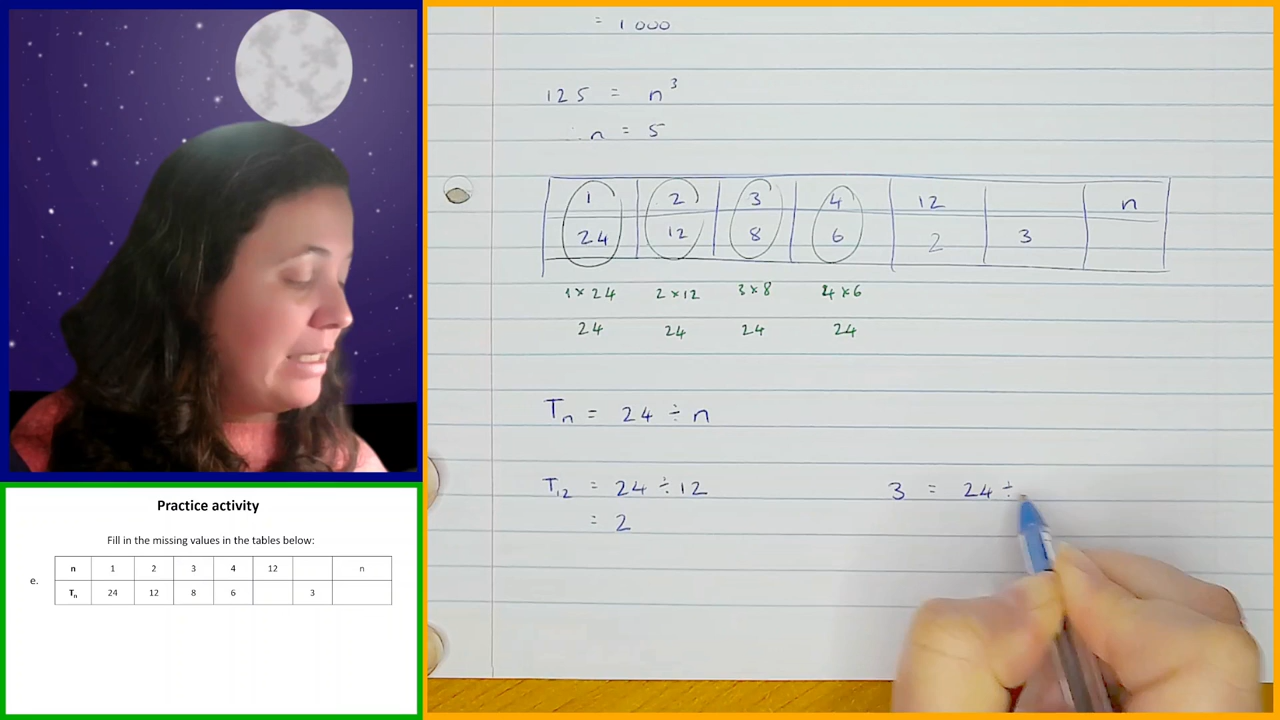 = 1 000
125 = n³
∴ n = 5
1 2 3 4 12 n
24 12 8 6 2 3
1 × 24 2 × 12 3 × 8 4 × 6
24 24 24 24
Tn = 24 ÷ n
T12 = 24 ÷ 12 3 = 24 ÷
= 2
Practice activity
Fill in the missing values in the tables below:
e.
n 1 2 3 4 12 n
Tn 24 12 8 6 3